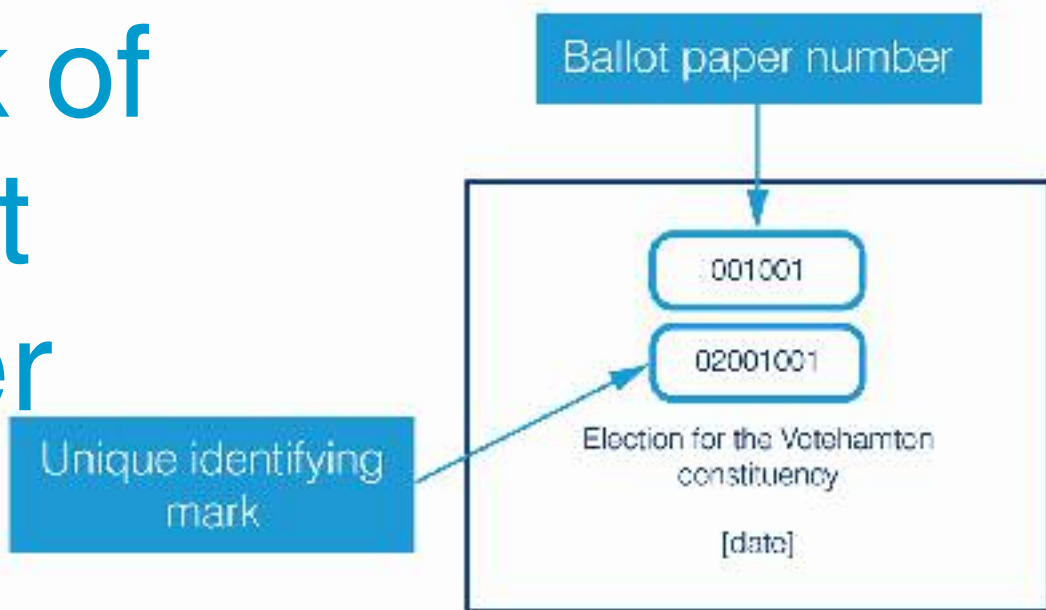 k of
t
er
Ballot paper number
001001
02001001
Unique identifying
mark
Election for the Votehamton
constituency
[date]